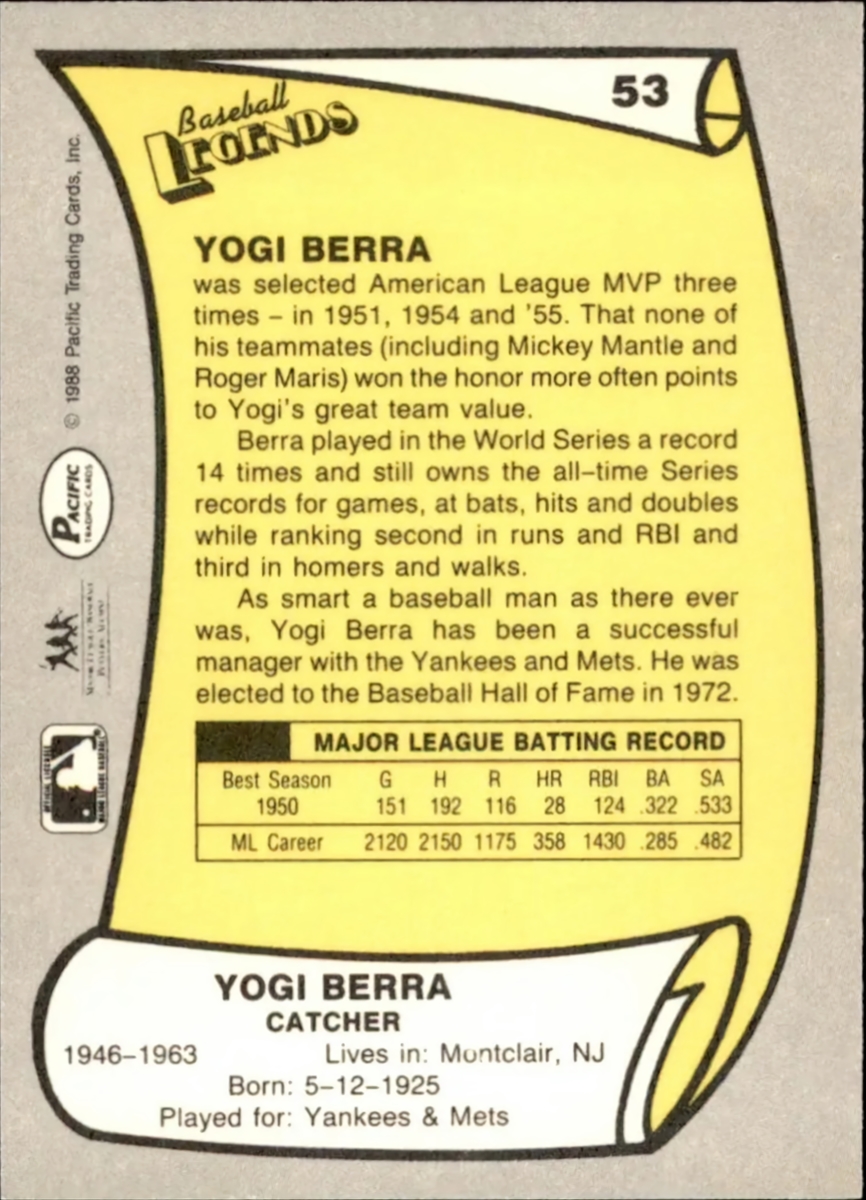 53
Baseball
LEGENDS
YOGI BERRA
was selected American League MVP three
times – in 1951, 1954 and '55. That none of
his teammates (including Mickey Mantle and
Roger Maris) won the honor more often points
to Yogi's great team value.
Berra played in the World Series a record
14 times and still owns the all–time Series
records for games, at bats, hits and doubles
while ranking second in runs and RBI and
third in homers and walks.
As smart a baseball man as there ever
was, Yogi Berra has been a successful
manager with the Yankees and Mets. He was
elected to the Baseball Hall of Fame in 1972.
MAJOR LEAGUE BATTING RECORD
Best Season G H R HR RBI BA SA
1950 151 192 116 28 124 .322 .533
ML Career 2120 2150 1175 358 1430 .285 .482
YOGI BERRA
CATCHER
1946–1963 Lives in: Montclair, NJ
Born: 5–12–1925
Played for: Yankees & Mets
© 1988 Pacific Trading Cards, Inc.
PACIFIC
TRADING CARDS